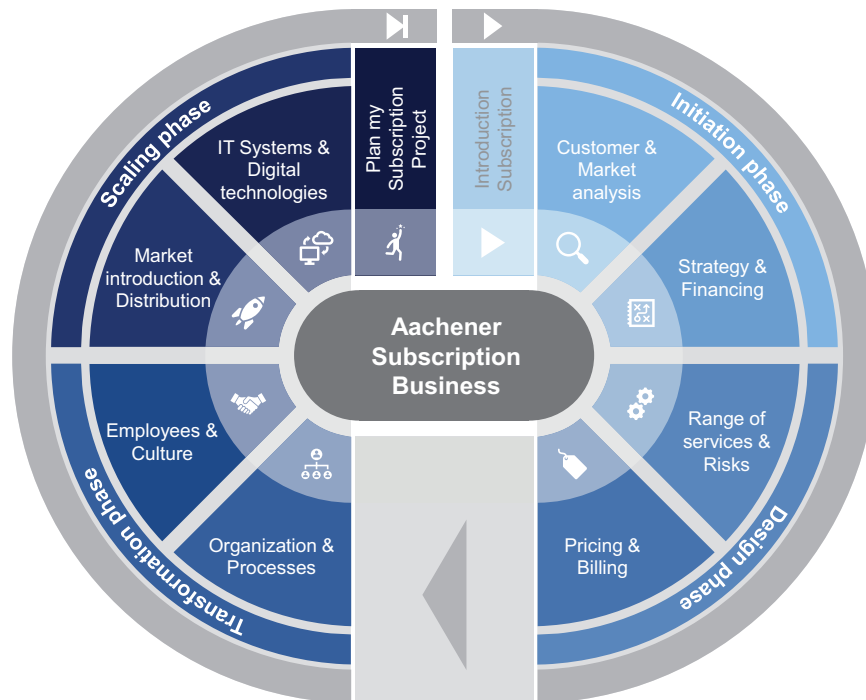 Plan my
Subscription
Project
Introduction
Subscription
Initiation phase
Customer &
Market
analysis
Strategy &
Financing
Design phase
Range of
services &
Risks
Pricing &
Billing
Transformation phase
Organization &
Processes
Employees &
Culture
Scaling phase
Market
introduction &
Distribution
IT Systems &
Digital
technologies
Aachener
Subscription
Business